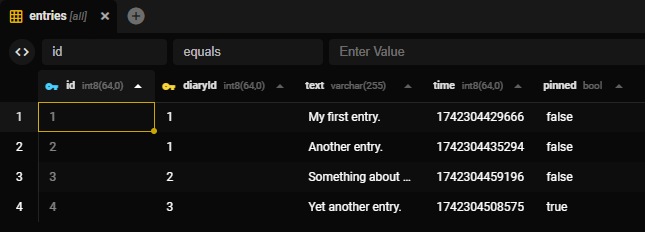 entries [all]
id equals Enter Value
id int8(64,0) diaryId int8(64,0) text varchar(255) time int8(64,0) pinned bool
1 1 1 My first entry. 1742304429666 false
2 2 1 Another entry. 1742304435294 false
3 3 2 Something about ... 1742304459196 false
4 4 3 Yet another entry. 1742304508575 true